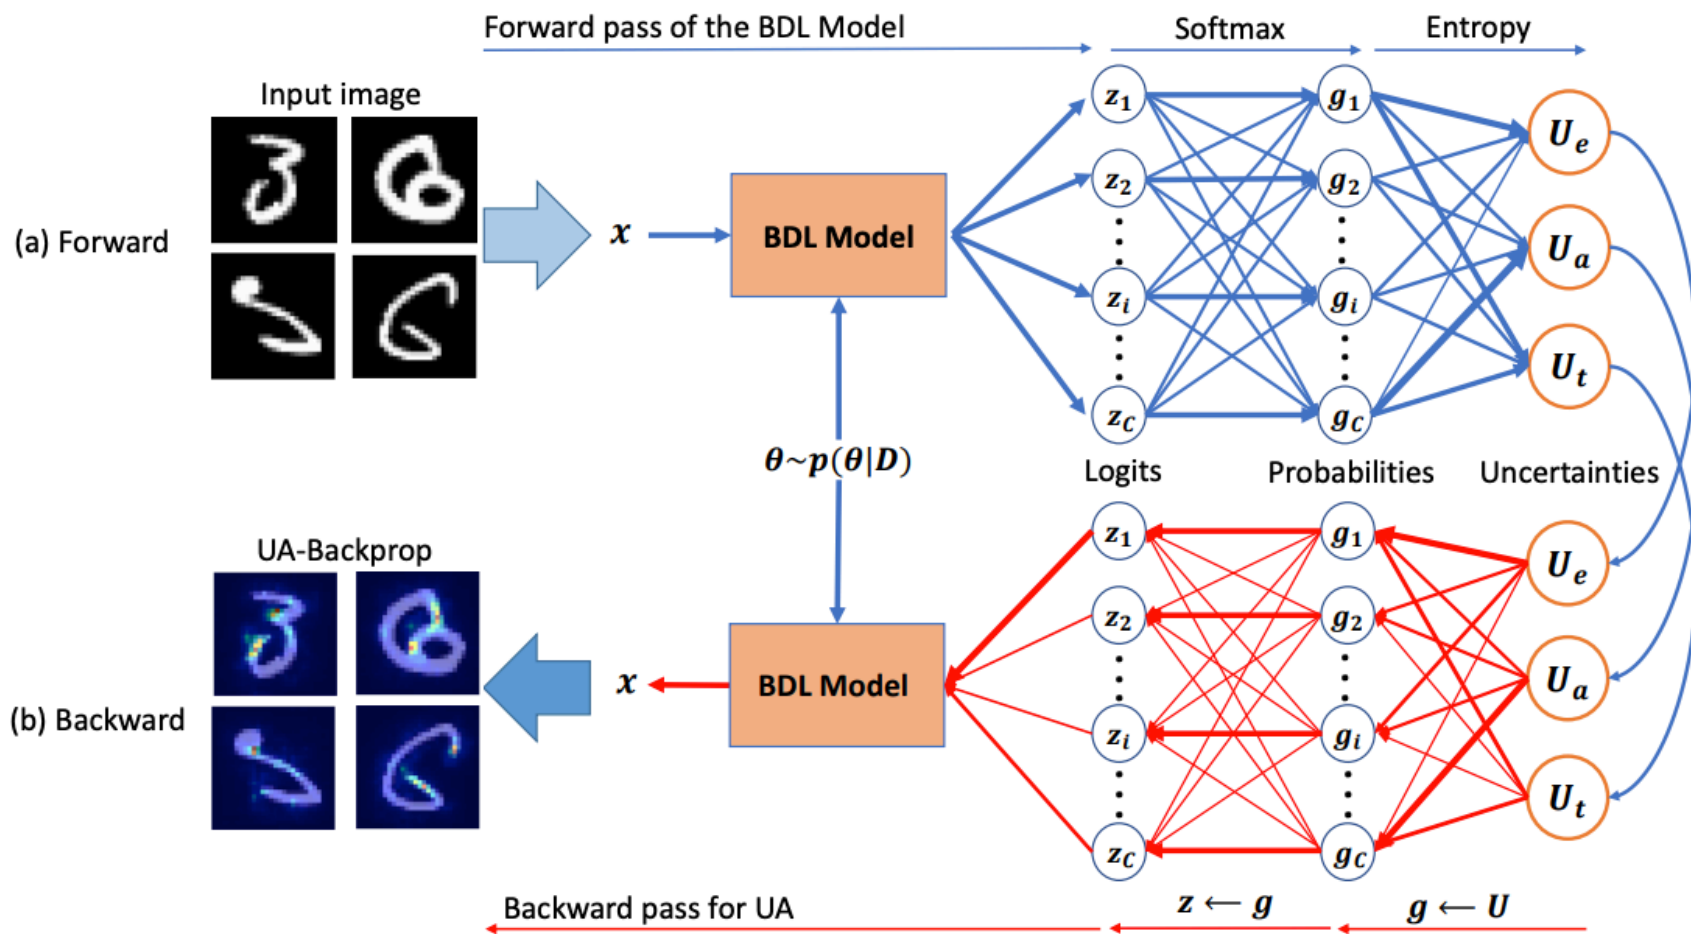 Forward pass of the BDL Model
Softmax
Entropy
Input image
(a) Forward
x
BDL Model
z1
z2
zi
zC
g1
g2
gi
gC
Ue
Ua
Ut
θ~p(θ|D)
Logits
Probabilities
Uncertainties
UA-Backprop
(b) Backward
x
BDL Model
z1
z2
zi
zC
g1
g2
gi
gC
Ue
Ua
Ut
Backward pass for UA
z ← g
g ← U